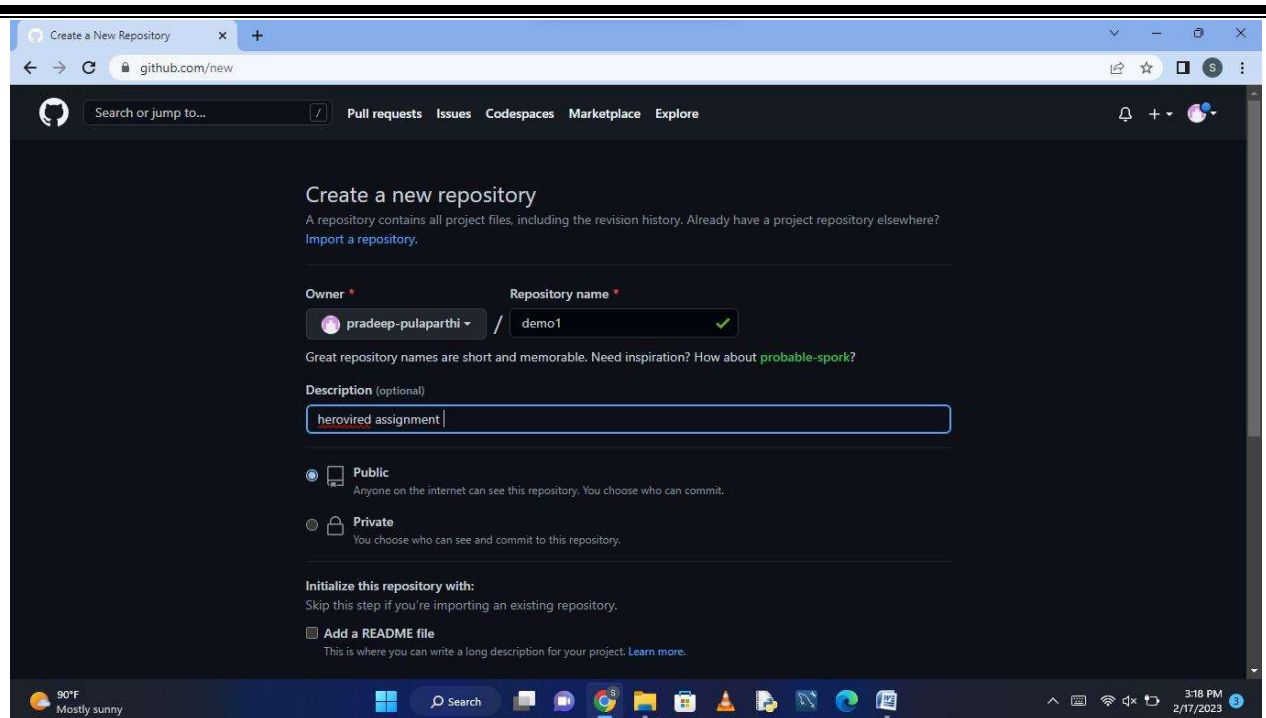 Create a New Repository
github.com/new
S
Search or jump to... / Pull requests Issues Codespaces Marketplace Explore
Create a new repository
A repository contains all project files, including the revision history. Already have a project repository elsewhere?
Import a repository.
Owner * Repository name *
pradeep-pulaparthi / demo1
Great repository names are short and memorable. Need inspiration? How about probable-spork?
Description (optional)
herovired assignment
Public
Anyone on the internet can see this repository. You choose who can commit.
Private
You choose who can see and commit to this repository.
Initialize this repository with:
Skip this step if you're importing an existing repository.
Add a README file
This is where you can write a long description for your project. Learn more.
90°F
Mostly sunny
Search
S
3:18 PM
2/17/2023
3